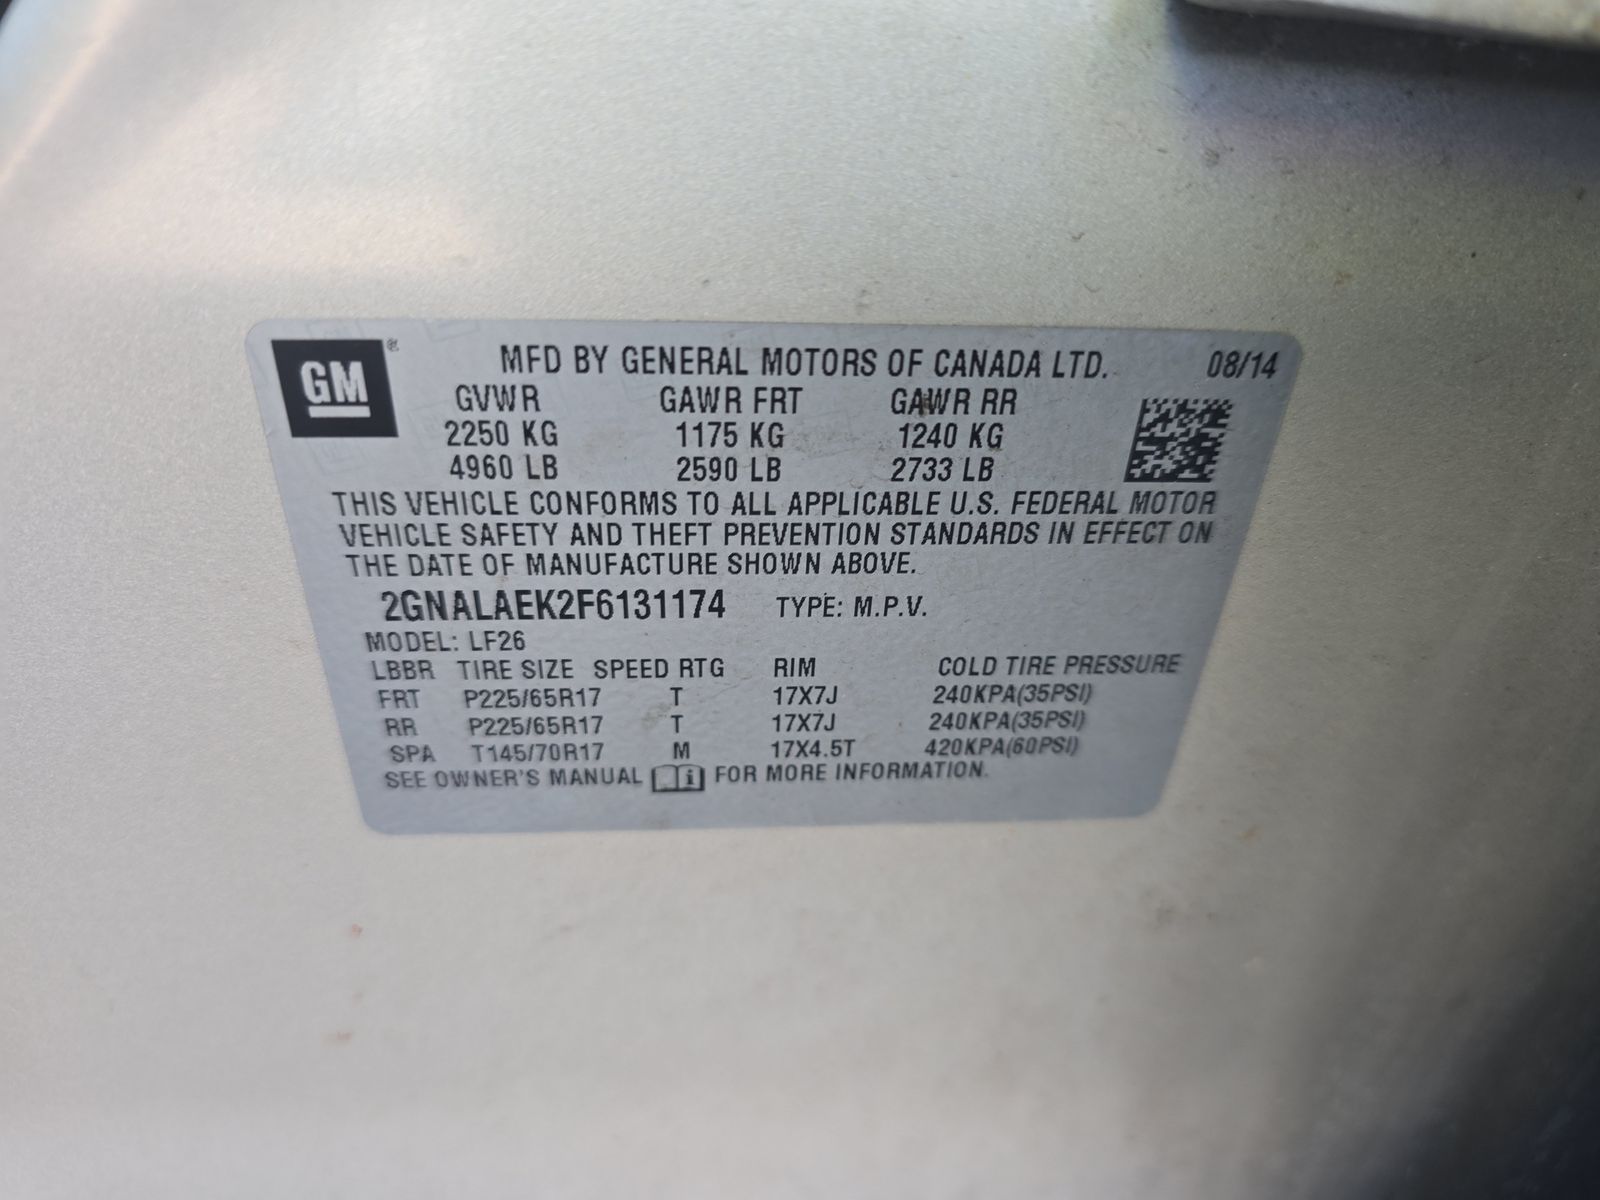 GM ®
MFD BY GENERAL MOTORS OF CANADA LTD. 08/14
GVWR GAWR FRT GAWR RR
2250 KG 1175 KG 1240 KG
4960 LB 2590 LB 2733 LB
THIS VEHICLE CONFORMS TO ALL APPLICABLE U.S. FEDERAL MOTOR
VEHICLE SAFETY AND THEFT PREVENTION STANDARDS IN EFFECT ON
THE DATE OF MANUFACTURE SHOWN ABOVE.
2GNALAEK2F6131174 TYPE: M.P.V.
MODEL: LF26
LBBR TIRE SIZE SPEED RTG RIM COLD TIRE PRESSURE
FRT P225/65R17 T 17X7J 240KPA(35PSI)
RR P225/65R17 T 17X7J 240KPA(35PSI)
SPA T145/70R17 M 17X4.5T 420KPA(60PSI)
SEE OWNER'S MANUAL i FOR MORE INFORMATION.